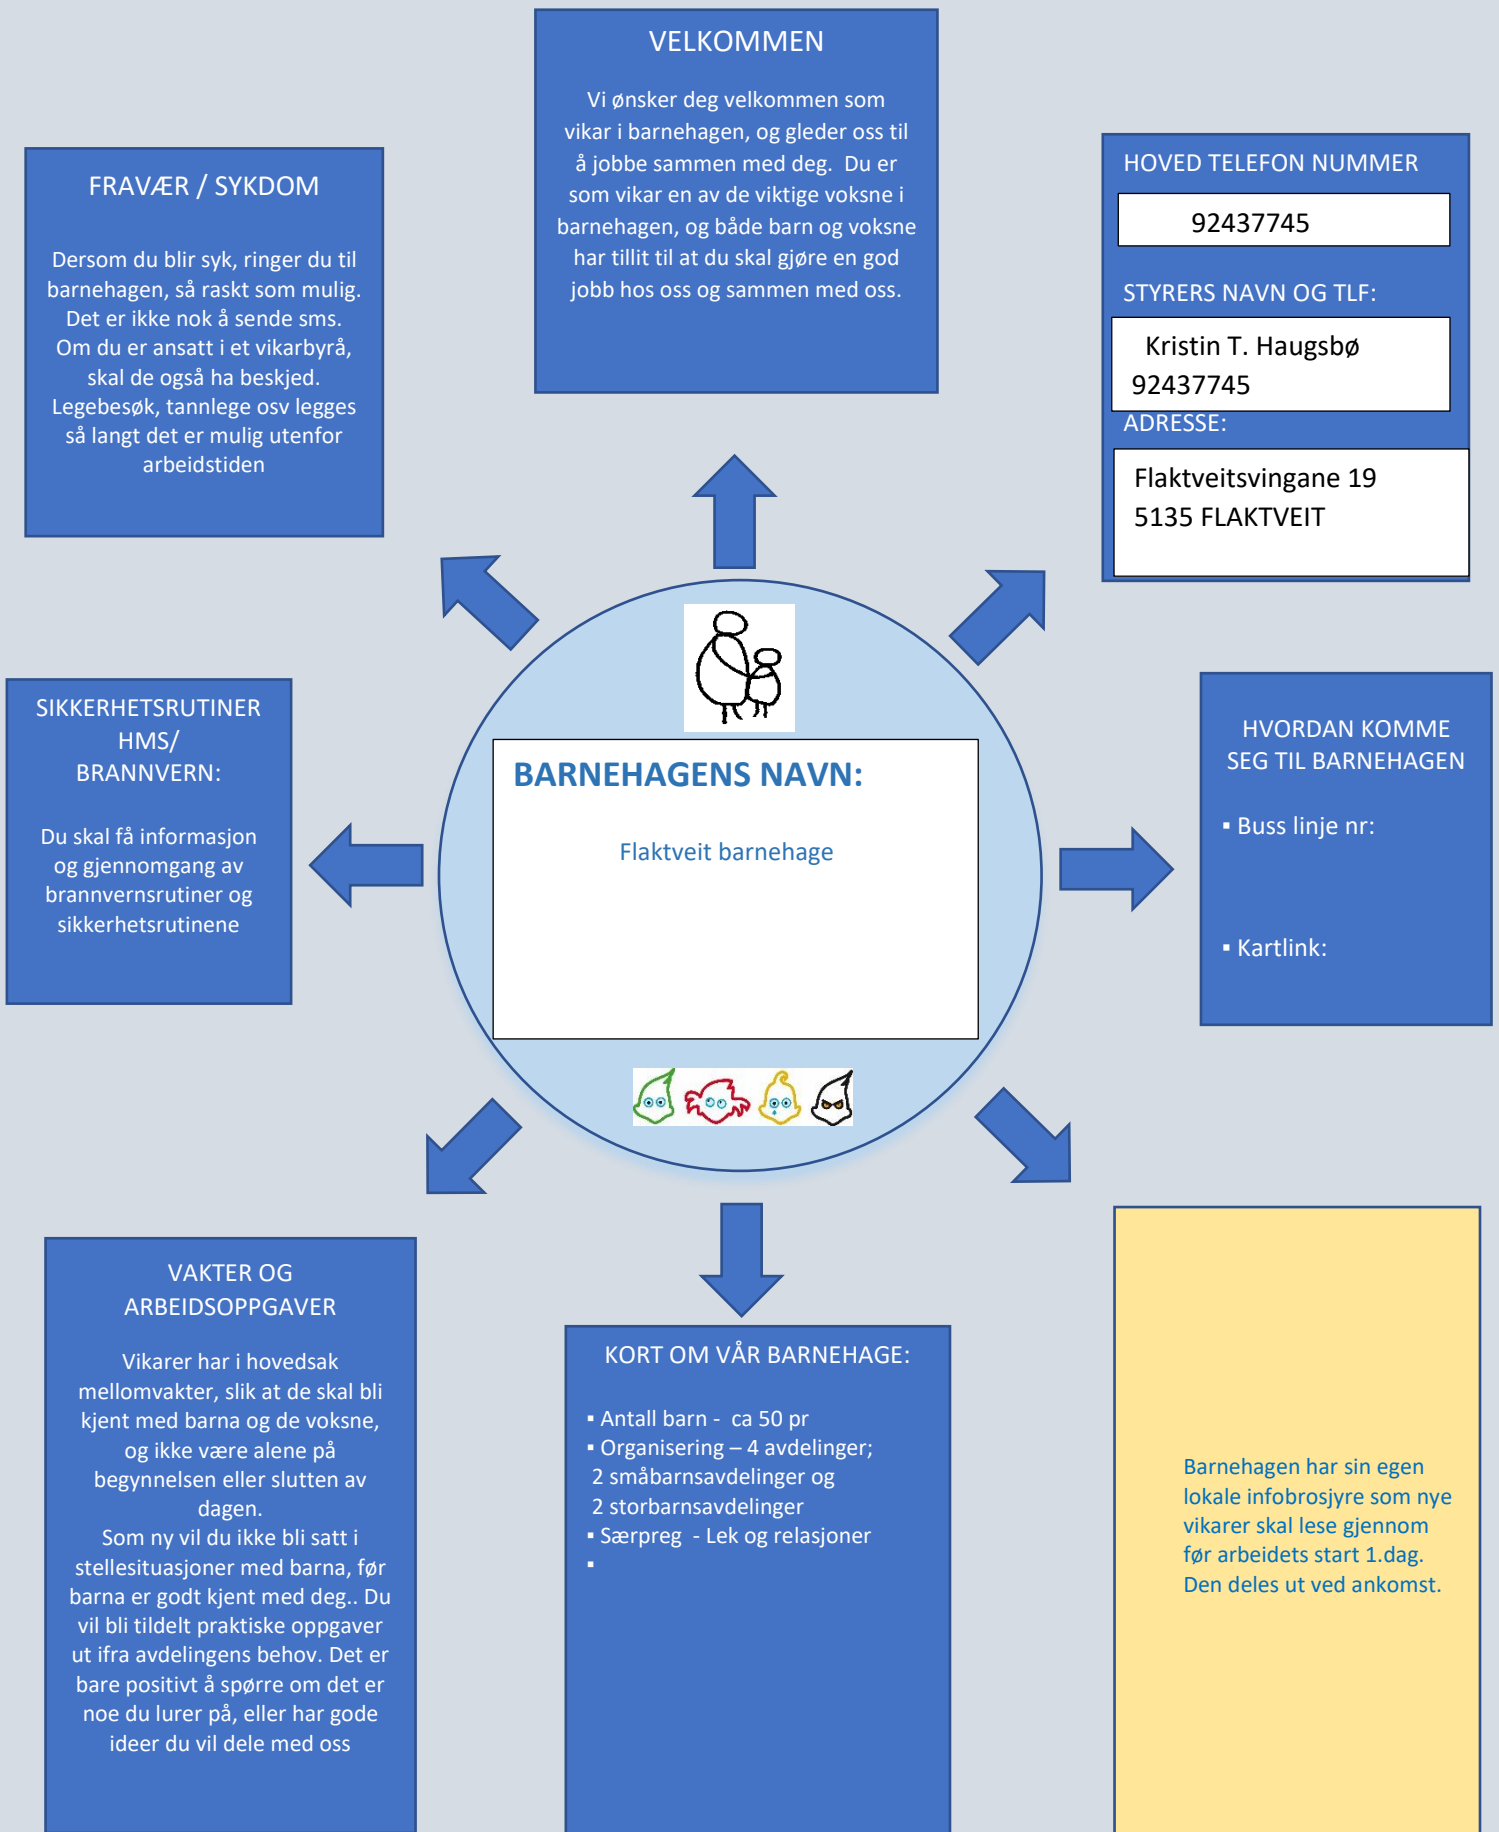 VELKOMMEN
Vi ønsker deg velkommen som
vikar i barnehagen, og gleder oss til
å jobbe sammen med deg.  Du er
som vikar en av de viktige voksne i
barnehagen, og både barn og voksne
har tillit til at du skal gjøre en god
jobb hos oss og sammen med oss.
FRAVÆR / SYKDOM
Dersom du blir syk, ringer du til
barnehagen, så raskt som mulig.
Det er ikke nok å sende sms.
Om du er ansatt i et vikarbyrå,
skal de også ha beskjed.
Legebesøk, tannlege osv legges
så langt det er mulig utenfor
arbeidstiden
HOVED TELEFON NUMMER
92437745
STYRERS NAVN OG TLF:
Kristin T. Haugsbø
92437745
ADRESSE:
Flaktveitsvingane 19
5135 FLAKTVEIT
SIKKERHETSRUTINER
HMS/
BRANNVERN:
Du skal få informasjon
og gjennomgang av
brannvernsrutiner og
sikkerhetsrutinene
BARNEHAGENS NAVN:
Flaktveit barnehage
HVORDAN KOMME
SEG TIL BARNEHAGEN
▪ Buss linje nr:
▪ Kartlink:
VAKTER OG
ARBEIDSOPPGAVER
Vikarer har i hovedsak
mellomvakter, slik at de skal bli
kjent med barna og de voksne,
og ikke være alene på
begynnelsen eller slutten av
dagen.
Som ny vil du ikke bli satt i
stellesituasjoner med barna, før
barna er godt kjent med deg.. Du
vil bli tildelt praktiske oppgaver
ut ifra avdelingens behov. Det er
bare positivt å spørre om det er
noe du lurer på, eller har gode
ideer du vil dele med oss
KORT OM VÅR BARNEHAGE:
▪ Antall barn -  ca 50 pr
▪ Organisering – 4 avdelinger;
2 småbarnsavdelinger og
2 storbarnsavdelinger
▪ Særpreg  - Lek og relasjoner
▪
Barnehagen har sin egen
lokale infobrosjyre som nye
vikarer skal lese gjennom
før arbeidets start 1.dag.
Den deles ut ved ankomst.